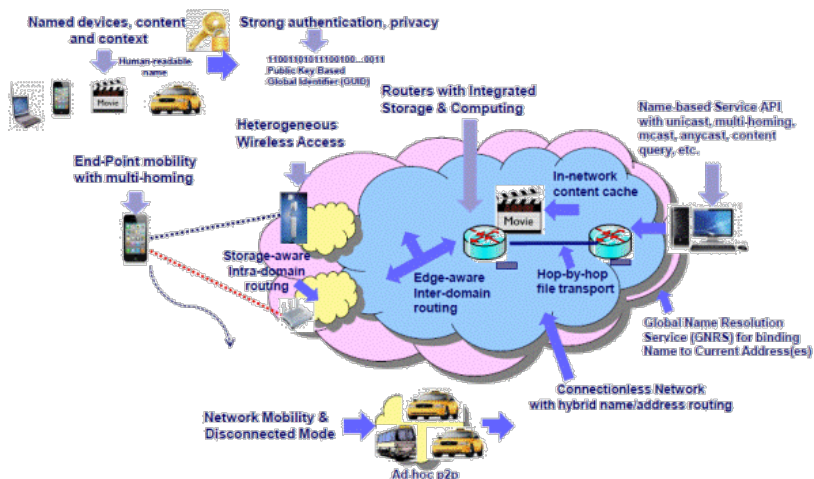 Named devices, content
and context
Human-readable
name
Strong authentication, privacy
11001101011100100...0011
Public Key Based
Global Identifier (GUID)
Movie
Routers with Integrated
Storage & Computing
Name-based Service API
with unicast, multi-homing,
mcast, anycast, content
query, etc.
Heterogeneous
Wireless Access
End-Point mobility
with multi-homing
In-network
content cache
Movie
Storage-aware
Intra-domain
routing
Edge-aware
Inter-domain
routing
Hop-by-hop
file transport
Global Name Resolution
Service (GNRS) for binding
Name to Current Address(es)
Connectionless Network
with hybrid name/address routing
Network Mobility &
Disconnected Mode
Ad-hoc p2p